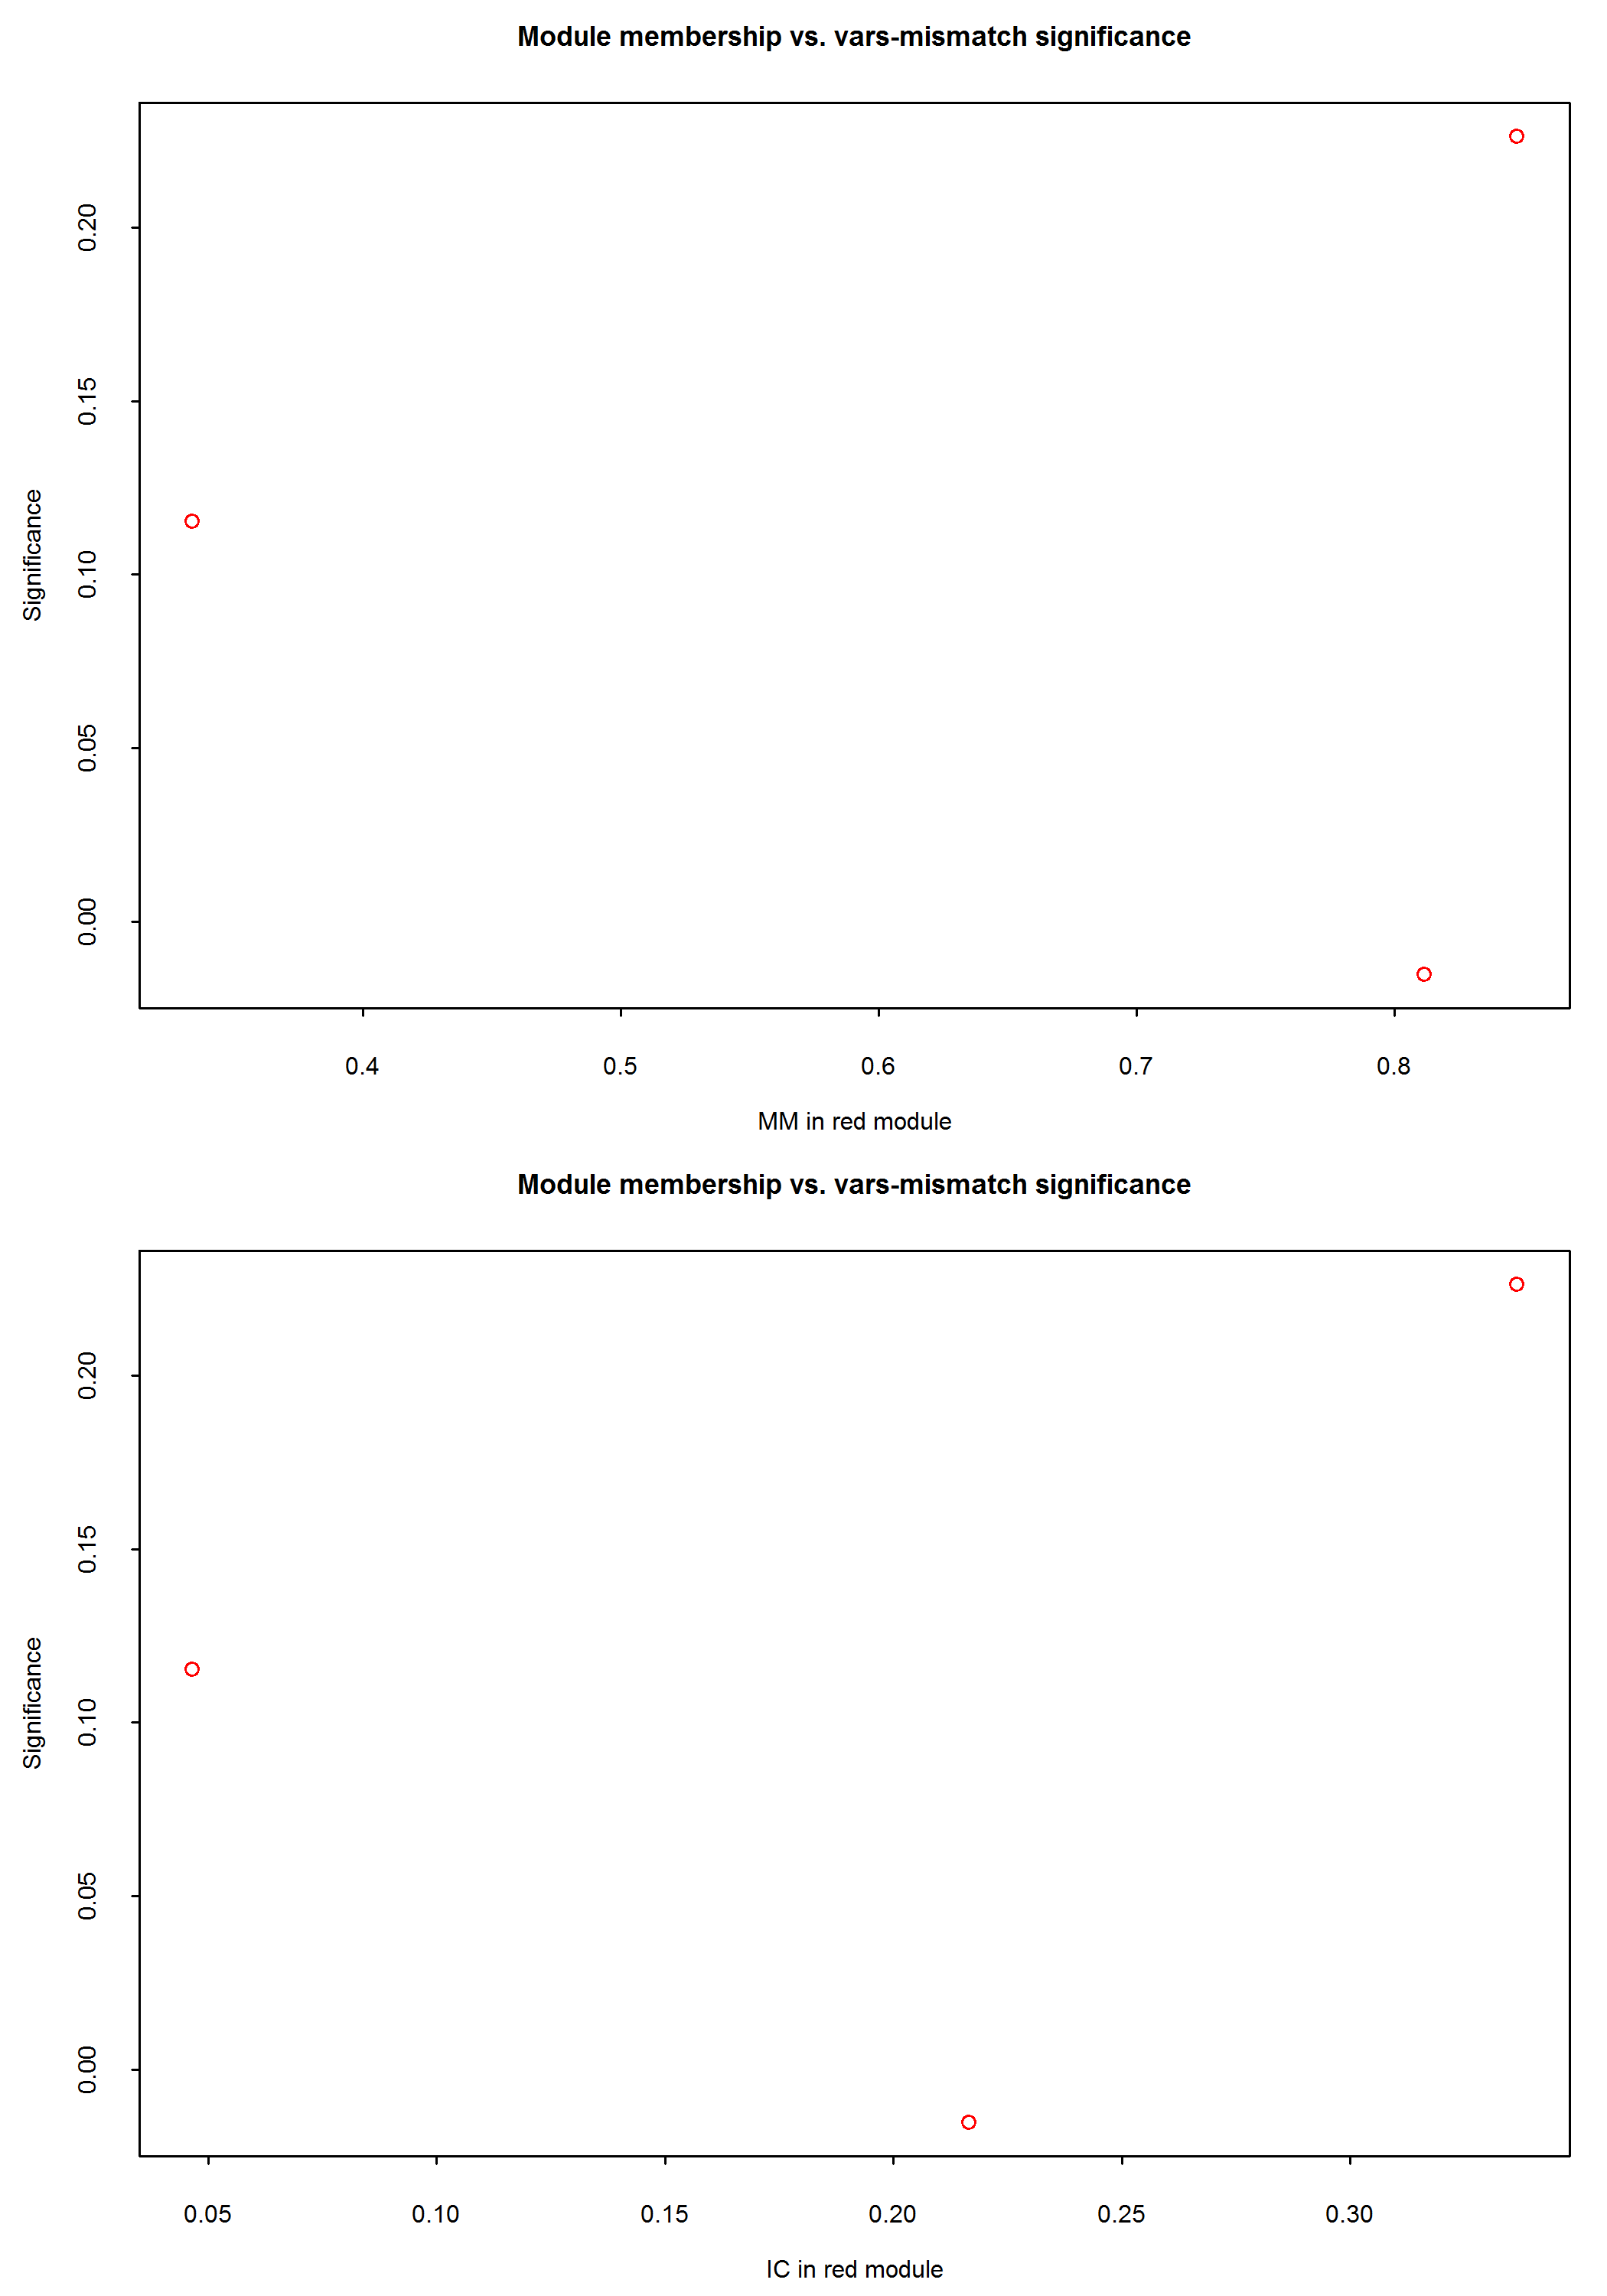 Module membership vs. vars-mismatch significance
0.20
0.15
0.10
0.05
0.00
Significance
0.4 0.5 0.6 0.7 0.8
MM in red module
Module membership vs. vars-mismatch significance
0.20
0.15
0.10
0.05
0.00
Significance
0.05 0.10 0.15 0.20 0.25 0.30
IC in red module